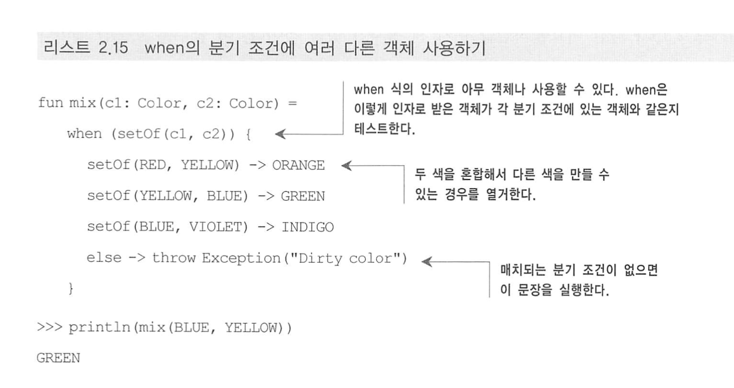 리스트 2.15 when의 분기 조건에 여러 다른 객체 사용하기
fun mix(c1: Color, c2: Color) =
when 식의 인자로 아무 객체나 사용할 수 있다. when은
이렇게 인자로 받은 객체가 각 분기 조건에 있는 객체와 같은지
테스트한다.
when (setOf(c1, c2)) {
setOf(RED, YELLOW) -> ORANGE
두 색을 혼합해서 다른 색을 만들 수
있는 경우를 열거한다.
setOf(YELLOW, BLUE) -> GREEN
setOf(BLUE, VIOLET) -> INDIGO
else -> throw Exception("Dirty color")
매치되는 분기 조건이 없으면
이 문장을 실행한다.
}
>>> println(mix(BLUE, YELLOW))
GREEN